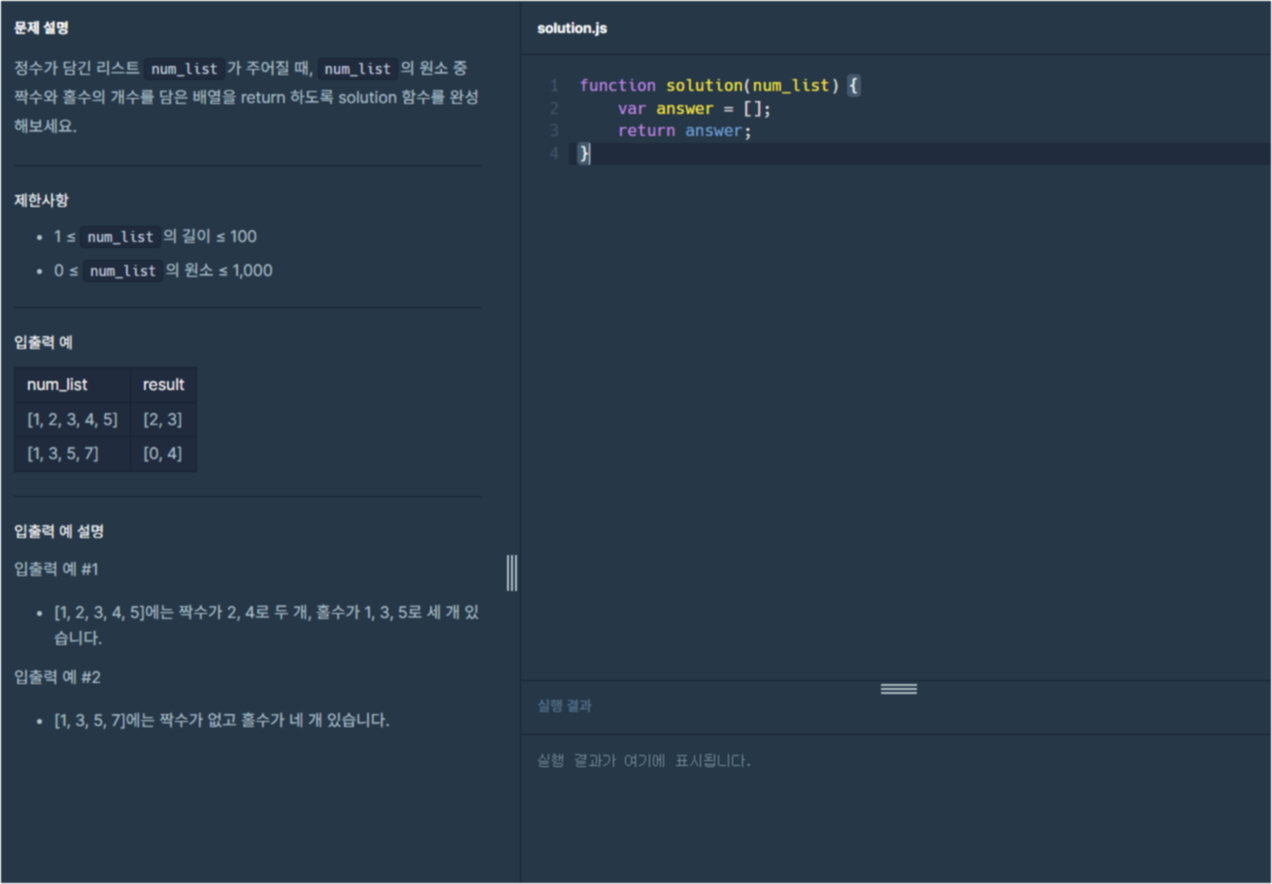 문제 설명
정수가 담긴 리스트 num_list 가 주어질 때, num_list 의 원소 중
짝수와 홀수의 개수를 담은 배열을 return 하도록 solution 함수를 완성
해보세요.
제한사항
• 1 ≤ num_list 의 길이 ≤ 100
• 0 ≤ num_list 의 원소 ≤ 1,000
입출력 예
num_list result
[1, 2, 3, 4, 5] [2, 3]
[1, 3, 5, 7] [0, 4]
입출력 예 설명
입출력 예 #1
• [1, 2, 3, 4, 5]에는 짝수가 2, 4로 두 개, 홀수가 1, 3, 5로 세 개 있
습니다.
입출력 예 #2
• [1, 3, 5, 7]에는 짝수가 없고 홀수가 네 개 있습니다.
solution.js
1 function solution(num_list) {
2     var answer = [];
3     return answer;
4 }
실행 결과
실행 결과가 여기에 표시됩니다.